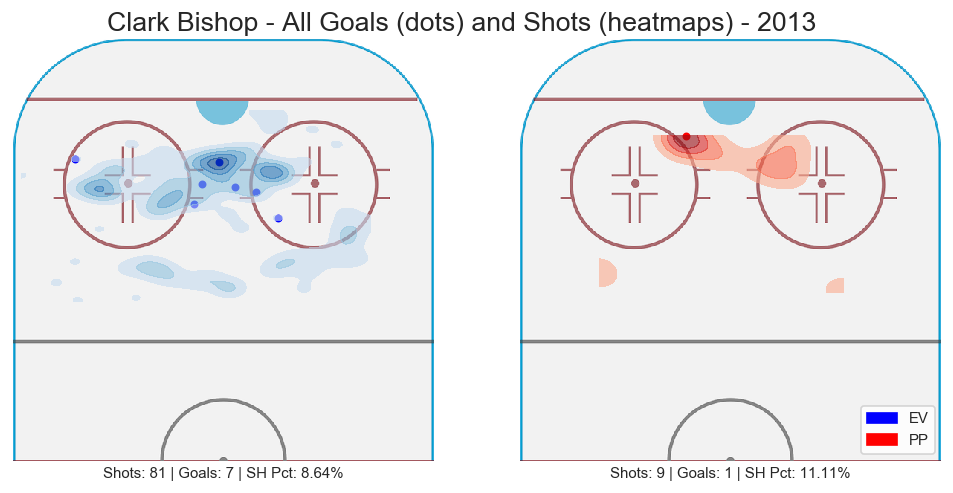 Clark Bishop - All Goals (dots) and Shots (heatmaps) - 2013
EV
PP
Shots: 81 | Goals: 7 | SH Pct: 8.64%
Shots: 9 | Goals: 1 | SH Pct: 11.11%